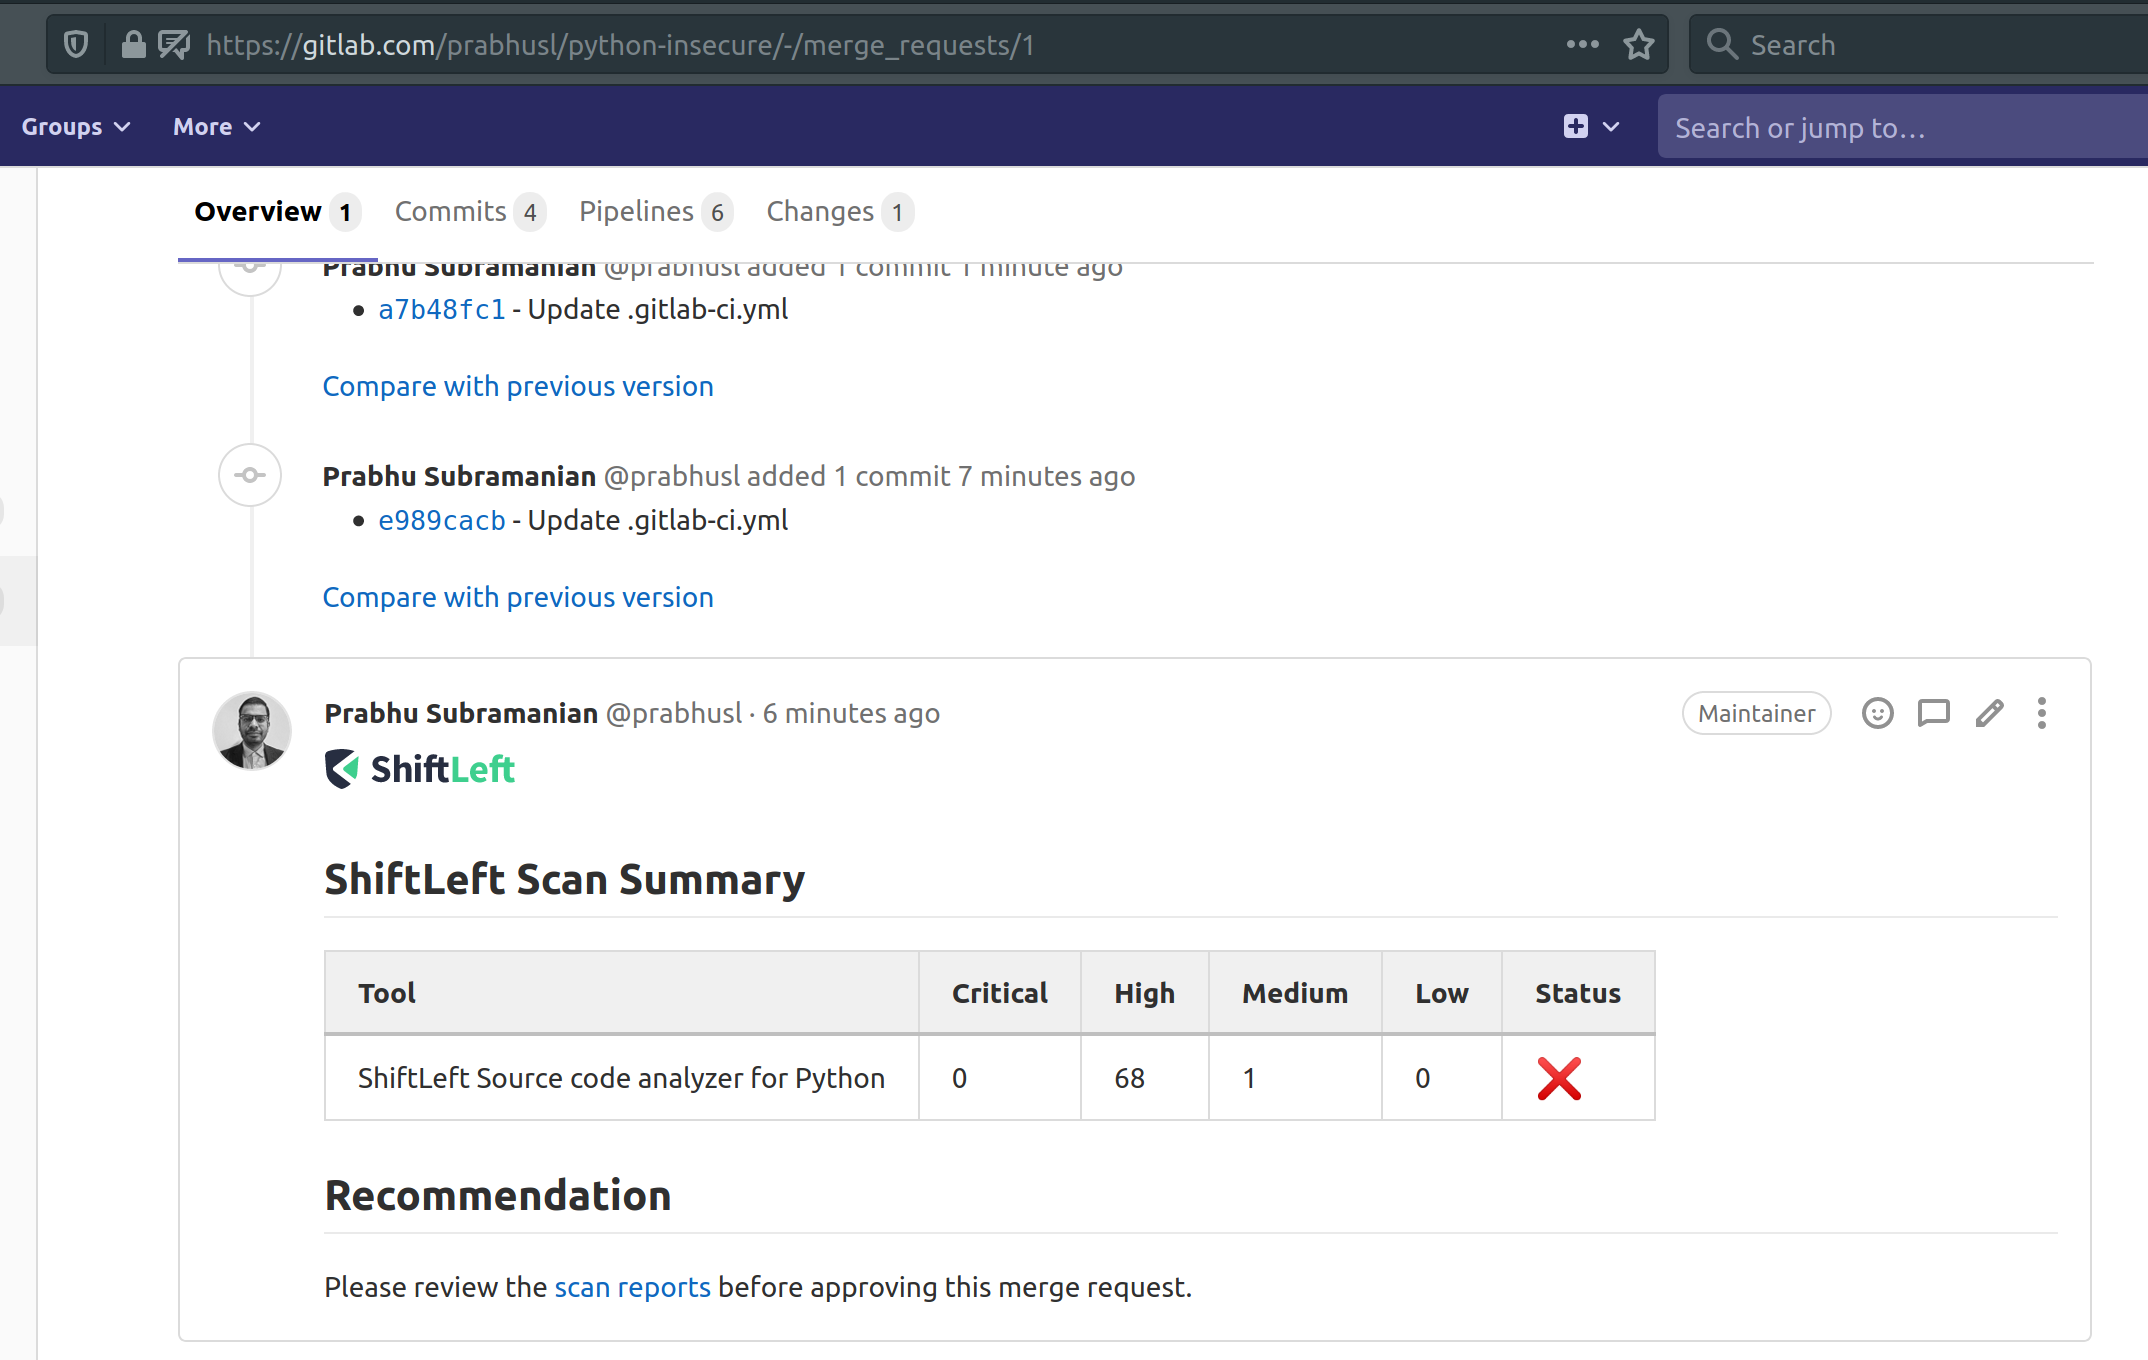 https://gitlab.com/prabhusl/python-insecure/-/merge_requests/1
Search
Groups More Search or jump to...
Overview 1 Commits 4 Pipelines 6 Changes 1
Prabhu Subramanian @prabhusl added 1 commit 1 minute ago
a7b48fc1 - Update .gitlab-ci.yml
Compare with previous version
Prabhu Subramanian @prabhusl added 1 commit 7 minutes ago
e989cacb - Update .gitlab-ci.yml
Compare with previous version
Prabhu Subramanian @prabhusl · 6 minutes ago Maintainer
ShiftLeft
ShiftLeft Scan Summary
Tool Critical High Medium Low Status
ShiftLeft Source code analyzer for Python 0 68 1 0 ❌
Recommendation
Please review the scan reports before approving this merge request.